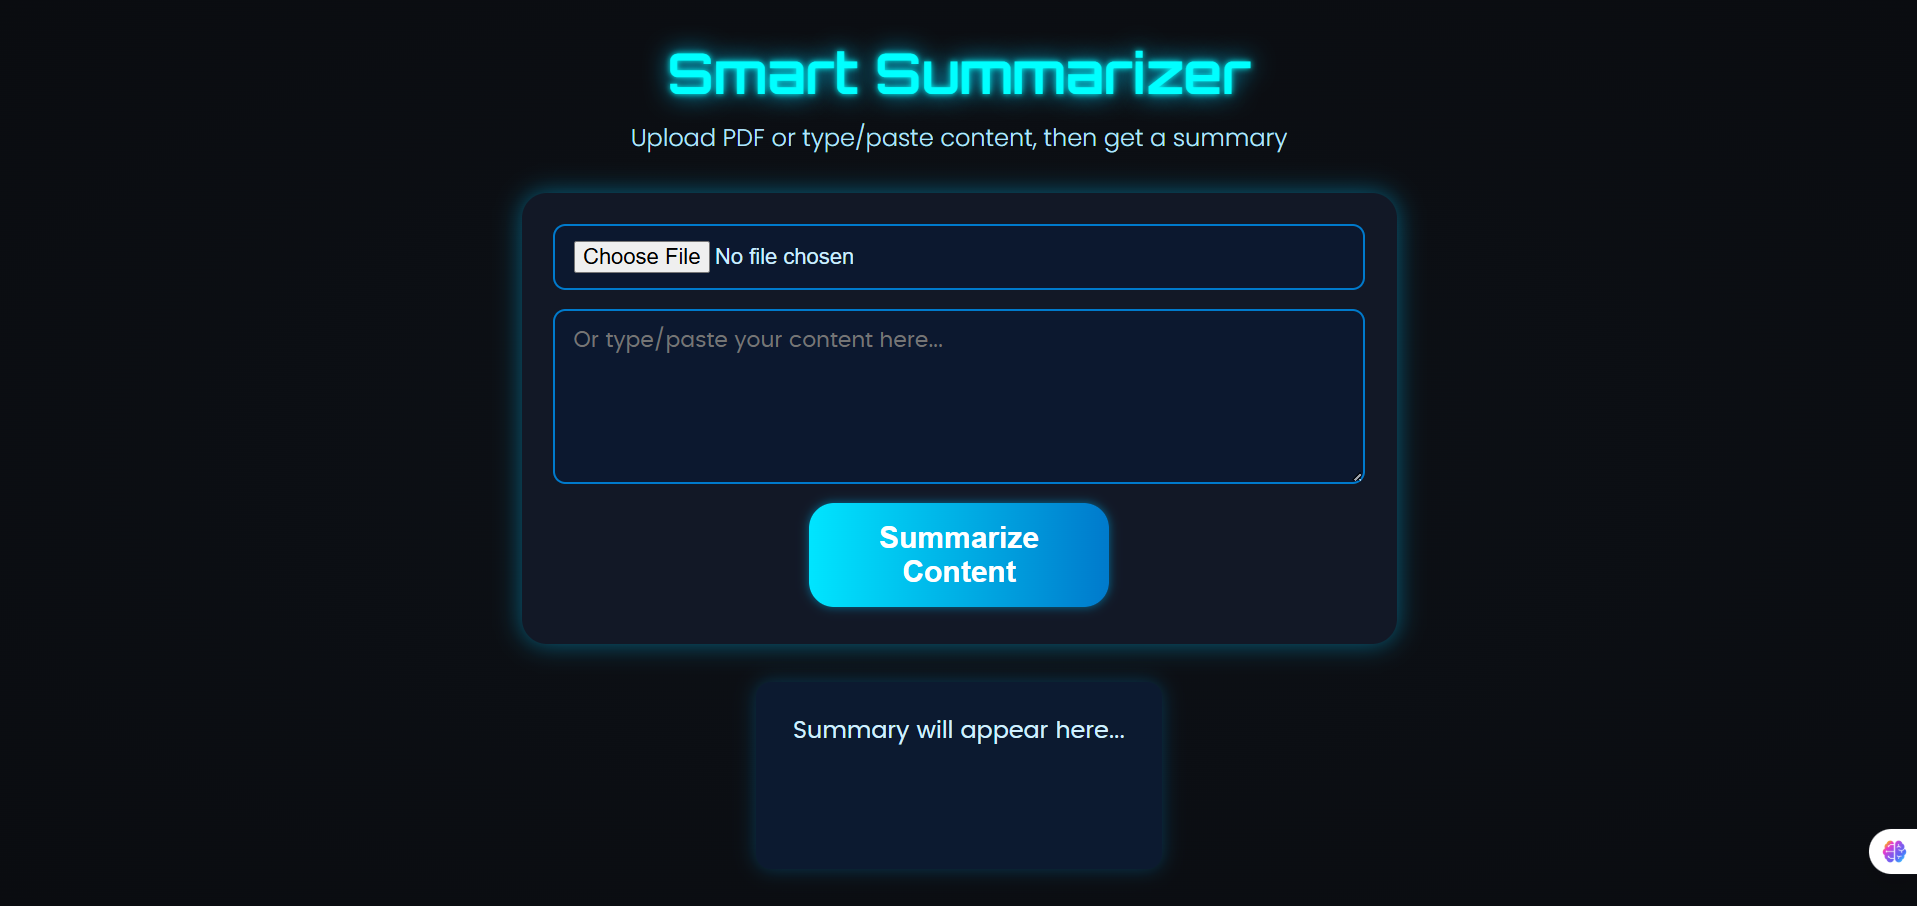 Smart Summarizer
Upload PDF or type/paste content, then get a summary
Choose File No file chosen
Or type/paste your content here...
Summarize
Content
Summary will appear here...